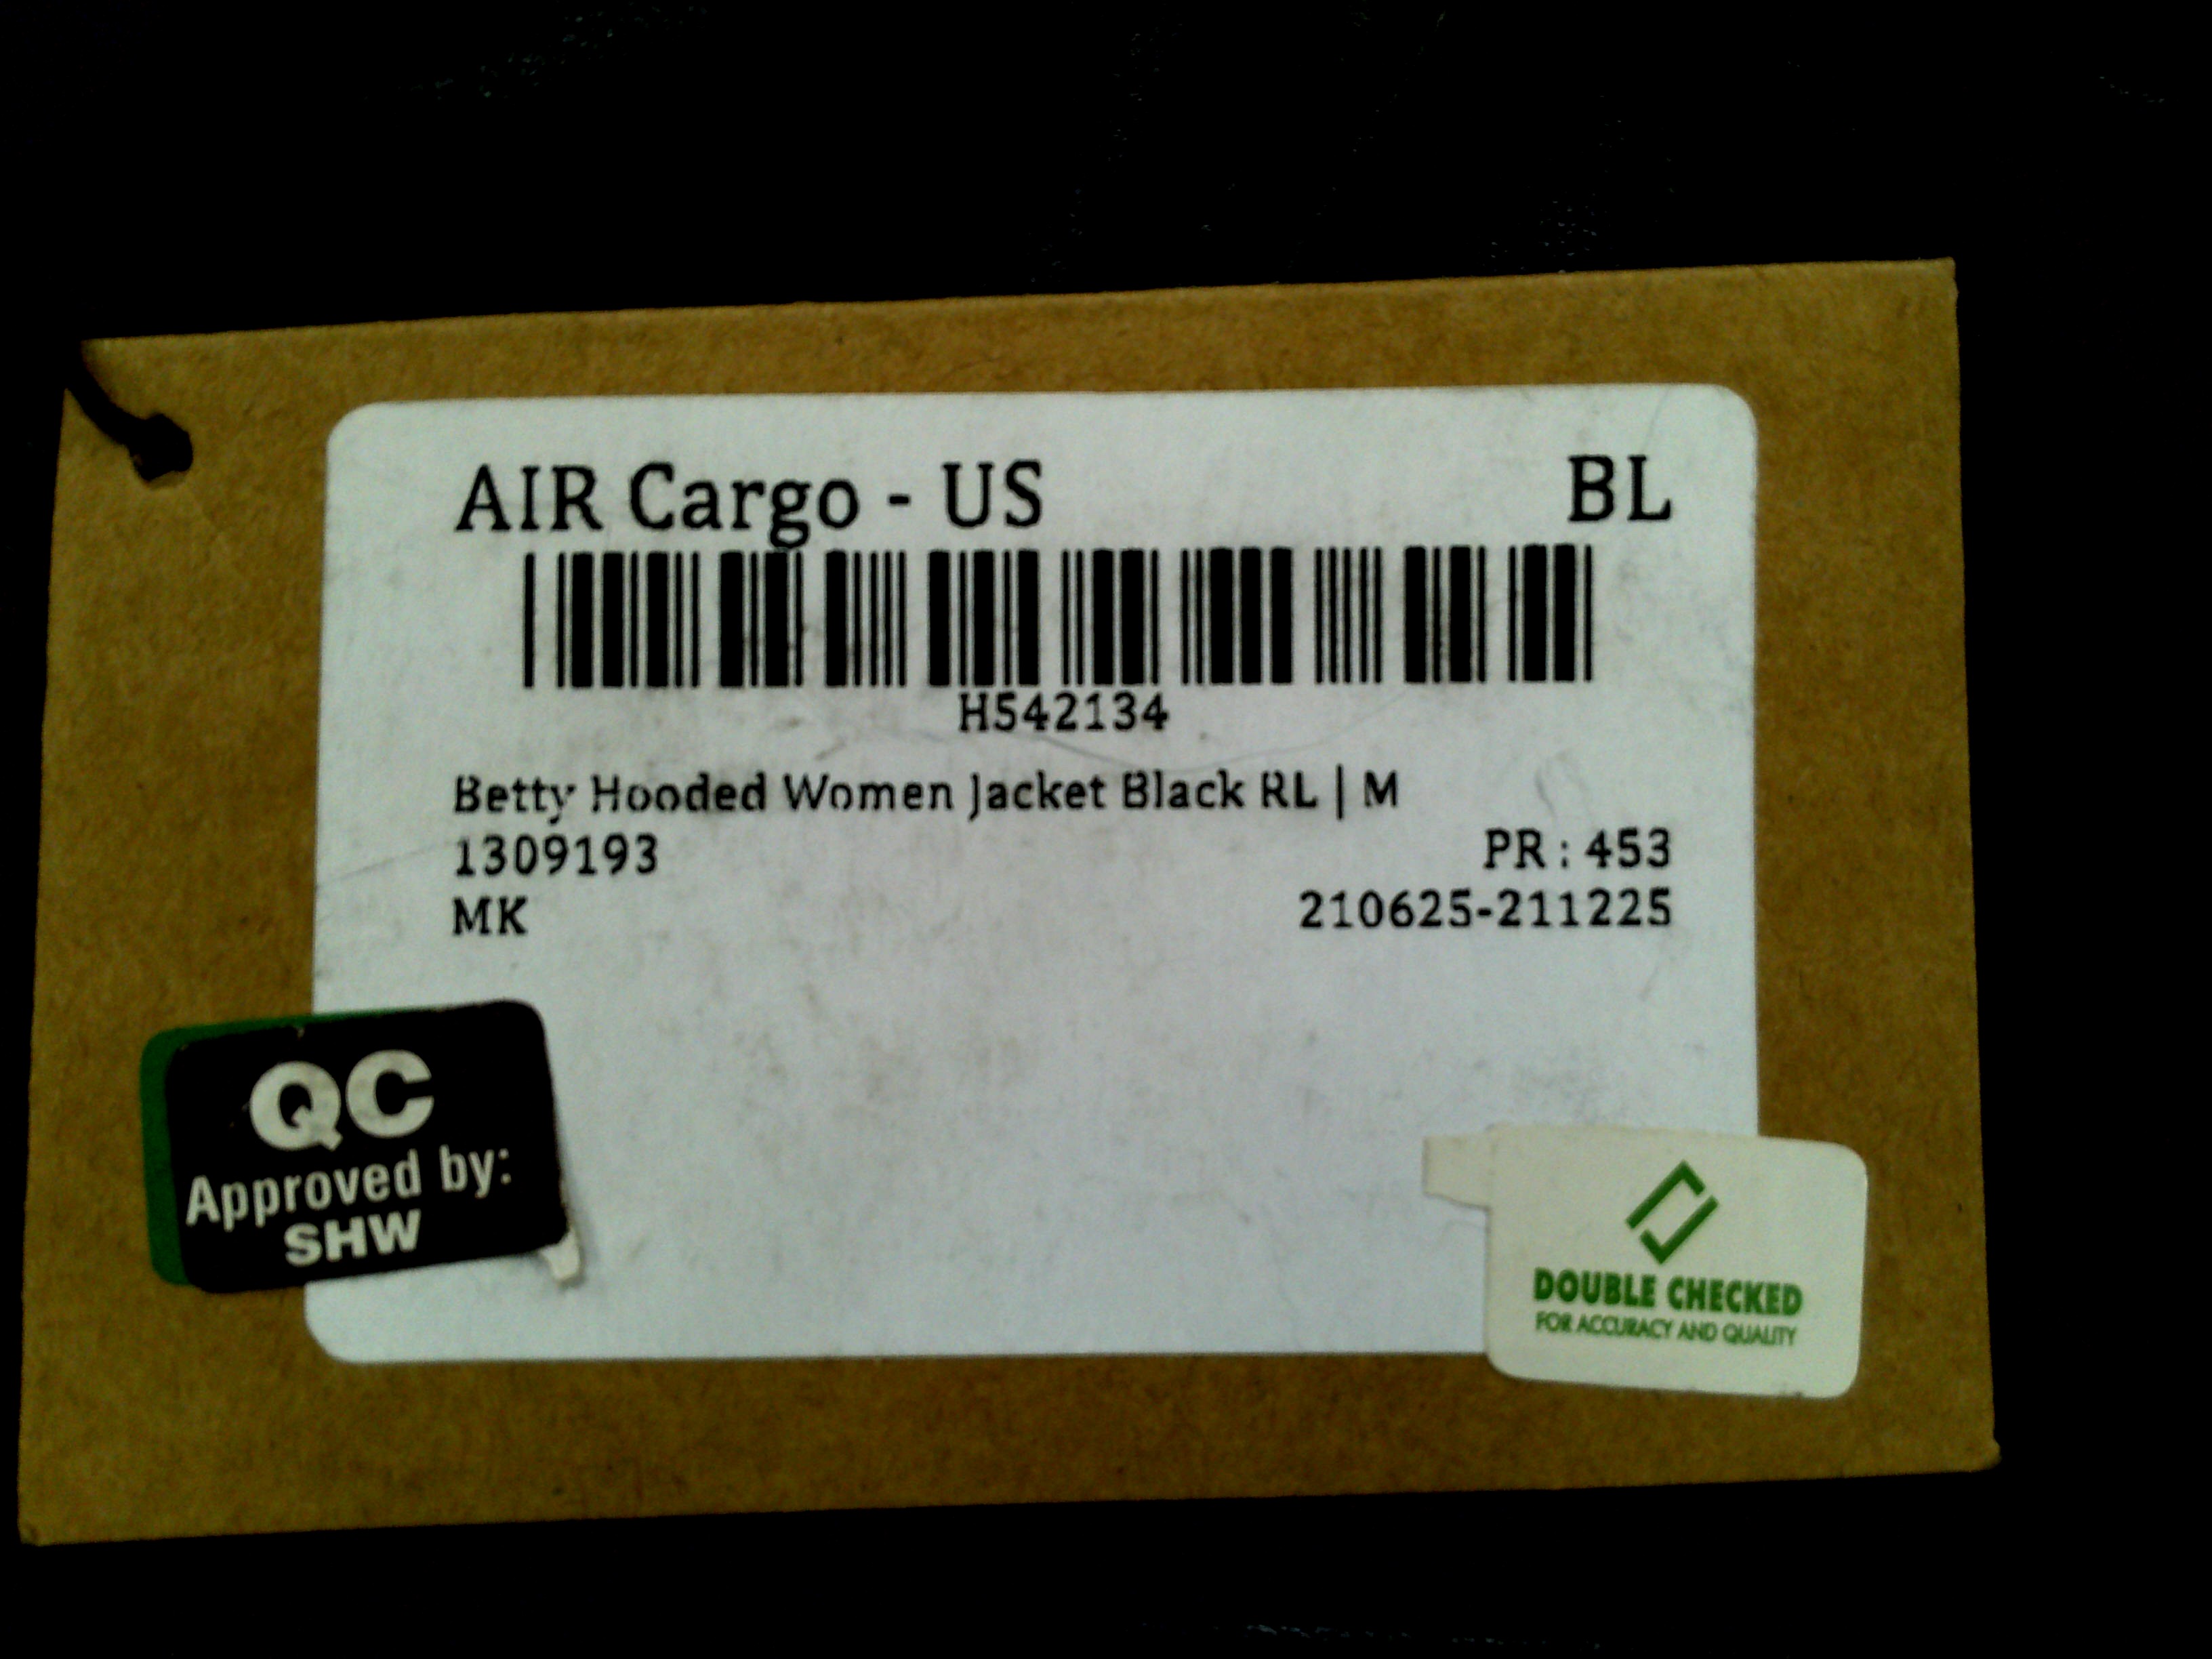 AIR Cargo - US BL
H542134
Betty Hooded Women Jacket Black RL | M
1309193 PR : 453
MK 210625-211225
QC
Approved by:
SHW
DOUBLE CHECKED
FOR ACCURACY AND QUALITY